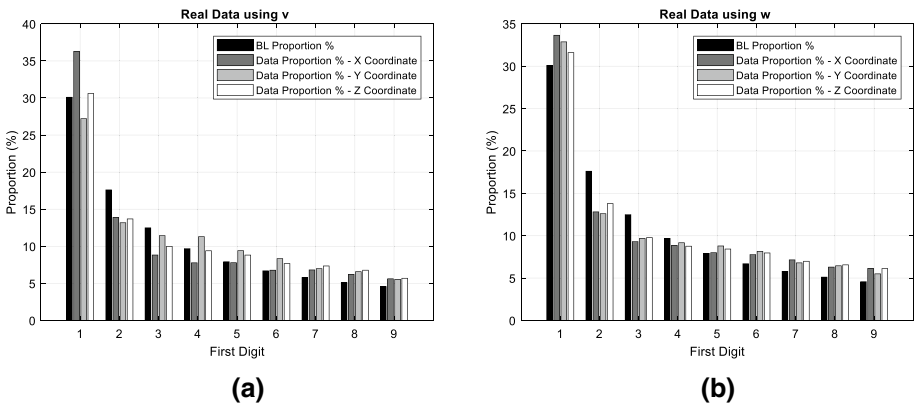 Real Data using v
40
35
30
25
20
15
10
5
0
Proportion (%)
BL Proportion %
Data Proportion % - X Coordinate
Data Proportion % - Y Coordinate
Data Proportion % - Z Coordinate
1 2 3 4 5 6 7 8 9
First Digit
(a)
Real Data using w
35
30
25
20
15
10
5
0
Proportion (%)
BL Proportion %
Data Proportion % - X Coordinate
Data Proportion % - Y Coordinate
Data Proportion % - Z Coordinate
1 2 3 4 5 6 7 8 9
First Digit
(b)